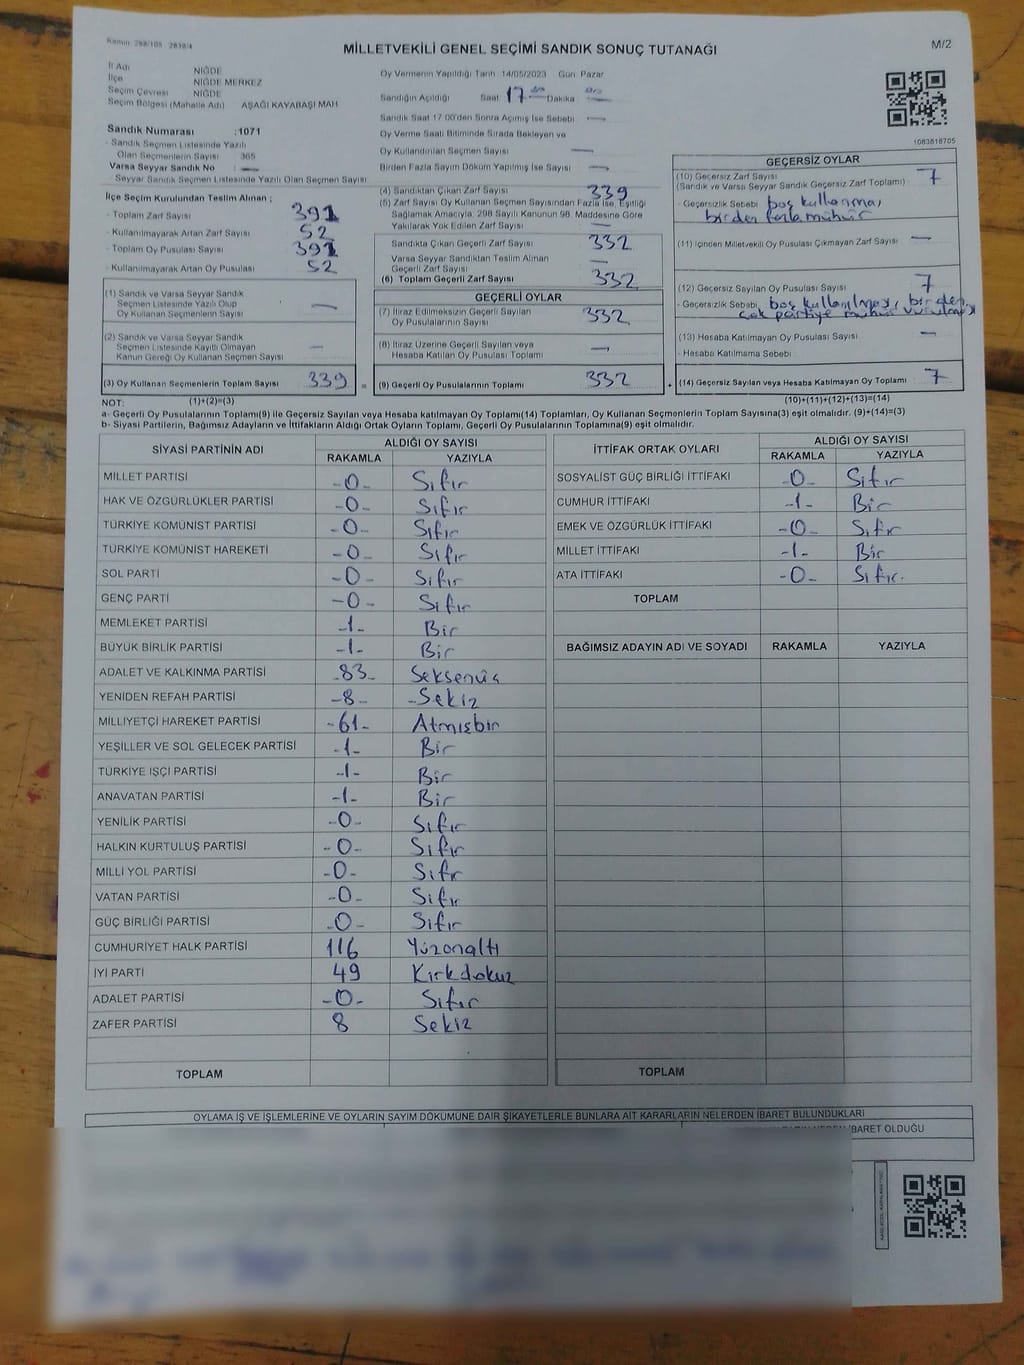 Kanun: 298/105 - 2839/4
MİLLETVEKİLİ GENEL SEÇİMİ SANDIK SONUÇ TUTANAĞI
M/2
İl Adı NİĞDE
İlçe NİĞDE MERKEZ
Seçim Çevresi NİĞDE
Seçim Bölgesi (Mahalle Adı) AŞAĞI KAYABAŞI MAH
Sandık Numarası :1071
- Sandık Seçmen Listesinde Yazılı
Olan Seçmenlerin Sayısı 365
Varsa Seyyar Sandık No —
- Seyyar Sandık Seçmen Listesinde Yazılı Olan Seçmen Sayısı
İlçe Seçim Kurulundan Teslim Alınan ;
- Toplam Zarf Sayısı 391
- Kullanılmayarak Artan Zarf Sayısı 52
- Toplam Oy Pusulası Sayısı 391
- Kullanılmayarak Artan Oy Pusulası 52
(1) Sandık ve Varsa Seyyar Sandık
Seçmen Listesinde Yazılı Olup
Oy Kullanan Seçmenlerin Sayısı —
(2) Sandık ve Varsa Seyyar Sandık
Seçmen Listesinde Kayıtlı Olmayan
Kanun Gereği Oy Kullanan Seçmen Sayısı —
(3) Oy Kullanan Seçmenlerin Toplam Sayısı 339 =
Oy Vermenin Yapıldığı Tarih 14/05/2023 Gün Pazar
Sandığın Açıldığı Saat 17 Dakika
Sandık Saat 17.00'den Sonra Açılmış İse Sebebi —
Oy Verme Saati Bitiminde Sırada Bekleyen ve
Oy Kullandırılan Seçmen Sayısı —
Birden Fazla Sayım Döküm Yapılmış İse Sayısı —
(4) Sandıktan Çıkan Zarf Sayısı 339
(5) Zarf Sayısı Oy Kullanan Seçmen Sayısından Fazla İse, Eşitliği
Sağlamak Amacıyla, 298 Sayılı Kanunun 98. Maddesine Göre
Yakılarak Yok Edilen Zarf Sayısı —
Sandıkta Çıkan Geçerli Zarf Sayısı 332
Varsa Seyyar Sandıktan Teslim Alınan
Geçerli Zarf Sayısı —
(6) Toplam Geçerli Zarf Sayısı 332
GEÇERLİ OYLAR
(7) İtiraz Edilmeksizin Geçerli Sayılan
Oy Pusulalarının Sayısı 332
(8) İtiraz Üzerine Geçerli Sayılan veya
Hesaba Katılan Oy Pusulası Toplamı —
(9) Geçerli Oy Pusulalarının Toplamı 332 +
1083818705
GEÇERSİZ OYLAR
(10) Geçersiz Zarf Sayısı 7
(Sandık ve Varsa Seyyar Sandık Geçersiz Zarf Toplamı)
- Geçersizlik Sebebi boş kullanma,
birden fazla mühür
(11) İçinden Milletvekili Oy Pusulası Çıkmayan Zarf Sayısı —
(12) Geçersiz Sayılan Oy Pusulası Sayısı 7
- Geçersizlik Sebebi boş kullanılması, birden
çok partiye mühür vurulması
(13) Hesaba Katılmayan Oy Pusulası Sayısı —
- Hesaba Katılmama Sebebi
(14) Geçersiz Sayılan veya Hesaba Katılmayan Oy Toplamı 7
NOT: (1)+(2)=(3) (10)+(11)+(12)+(13)=(14)
a- Geçerli Oy Pusulalarının Toplamı(9) ile Geçersiz Sayılan veya Hesaba katılmayan Oy Toplamı(14) Toplamları, Oy Kullanan Seçmenlerin Toplam Sayısına(3) eşit olmalıdır. (9)+(14)=(3)
b- Siyasi Partilerin, Bağımsız Adayların ve İttifakların Aldığı Ortak Oyların Toplamı, Geçerli Oy Pusulalarının Toplamına(9) eşit olmalıdır.
SİYASİ PARTİNİN ADI ALDIĞI OY SAYISI
RAKAMLA YAZIYLA
MİLLET PARTİSİ -0- Sıfır
HAK VE ÖZGÜRLÜKLER PARTİSİ -0- Sıfır
TÜRKİYE KOMÜNİST PARTİSİ -0- Sıfır
TÜRKİYE KOMÜNİST HAREKETİ -0- Sıfır
SOL PARTİ -0- Sıfır
GENÇ PARTİ -0- Sıfır
MEMLEKET PARTİSİ -1- Bir
BÜYÜK BİRLİK PARTİSİ -1- Bir
ADALET VE KALKINMA PARTİSİ -83- Seksenüç
YENİDEN REFAH PARTİSİ -8- -Sekiz
MİLLİYETÇİ HAREKET PARTİSİ -61- Atmışbir
YEŞİLLER VE SOL GELECEK PARTİSİ -1- Bir
TÜRKİYE İŞÇİ PARTİSİ -1- Bir
ANAVATAN PARTİSİ -1- Bir
YENİLİK PARTİSİ -0- Sıfır
HALKIN KURTULUŞ PARTİSİ -0- Sıfır
MİLLİ YOL PARTİSİ -0- Sıfır
VATAN PARTİSİ -0- Sıfır
GÜÇ BİRLİĞİ PARTİSİ -0- Sıfır
CUMHURİYET HALK PARTİSİ 116 Yüzonaltı
İYİ PARTİ 49 Kırkdokuz
ADALET PARTİSİ -0- Sıfır
ZAFER PARTİSİ 8 Sekiz
TOPLAM
İTTİFAK ORTAK OYLARI ALDIĞI OY SAYISI
RAKAMLA YAZIYLA
SOSYALİST GÜÇ BİRLİĞİ İTTİFAKI -0- Sıfır
CUMHUR İTTİFAKI -1- Bir
EMEK VE ÖZGÜRLÜK İTTİFAKI -0- Sıfır
MİLLET İTTİFAKI -1- Bir
ATA İTTİFAKI -0- Sıfır.
TOPLAM
BAĞIMSIZ ADAYIN ADI VE SOYADI RAKAMLA YAZIYLA
TOPLAM
OYLAMA İŞ VE İŞLEMLERİNE VE OYLARIN SAYIM DÖKÜMÜNE DAİR ŞİKAYETLERLE BUNLARA AİT KARARLARIN NELERDEN İBARET BULUNDUKLARI
İBARET OLDUĞU